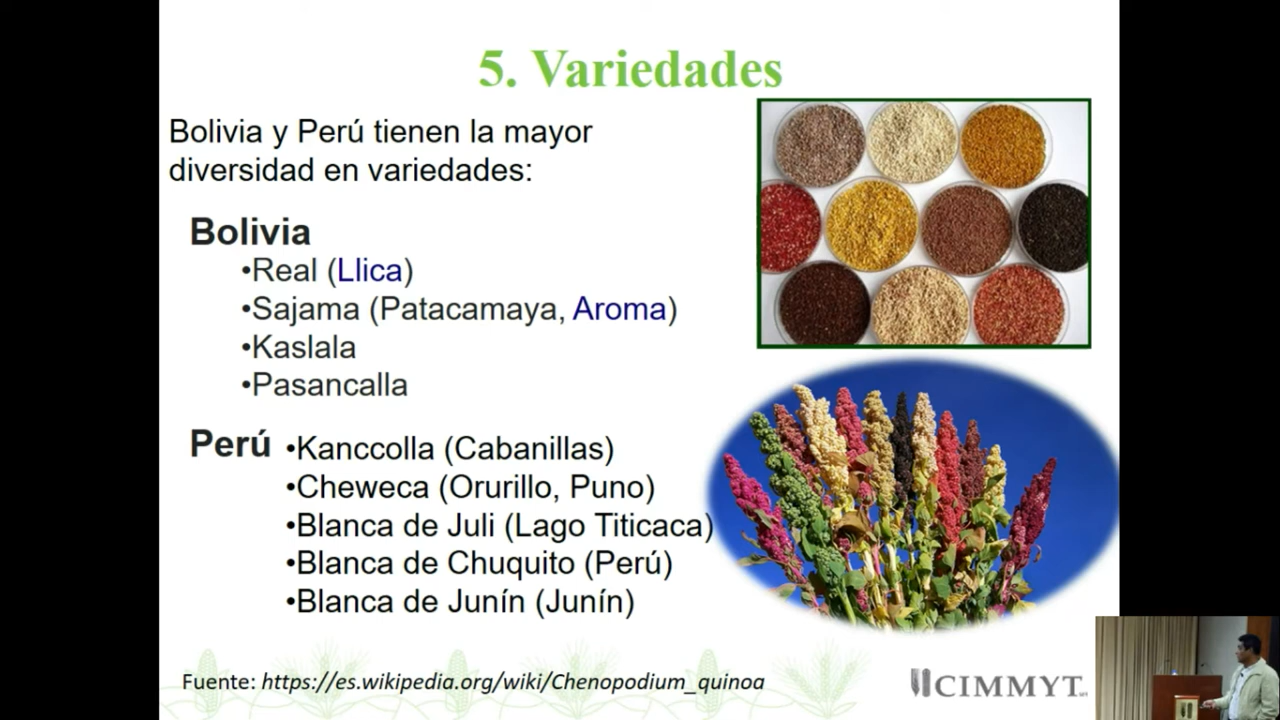 5. Variedades
Bolivia y Perú tienen la mayor
diversidad en variedades:
Bolivia
•Real (Llica)
•Sajama (Patacamaya, Aroma)
•Kaslala
•Pasancalla
Perú
•Kanccolla (Cabanillas)
•Cheweca (Orurillo, Puno)
•Blanca de Juli (Lago Titicaca)
•Blanca de Chuquito (Perú)
•Blanca de Junín (Junín)
Fuente: https://es.wikipedia.org/wiki/Chenopodium_quinoa
CIMMYT